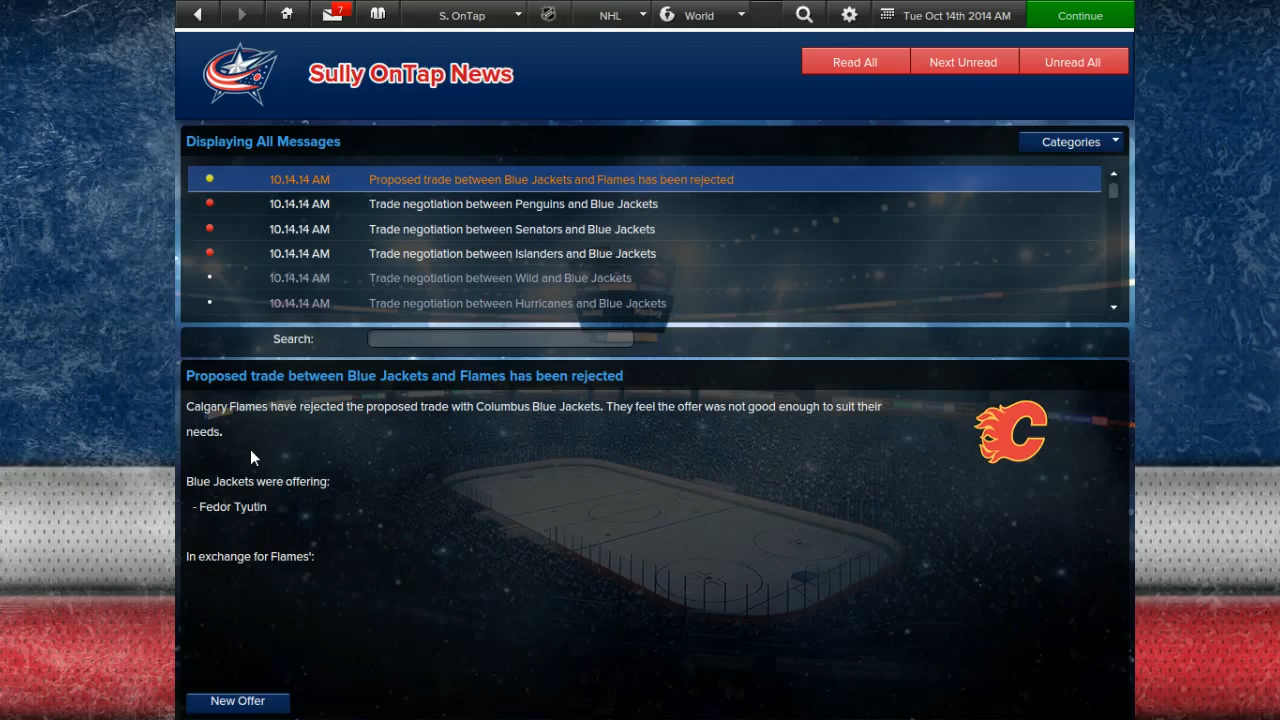 7 S. OnTap NHL World Tue Oct 14th 2014 AM Continue
Sully OnTap News
Read All Next Unread Unread All
Displaying All Messages Categories
10.14.14 AM Proposed trade between Blue Jackets and Flames has been rejected
10.14.14 AM Trade negotiation between Penguins and Blue Jackets
10.14.14 AM Trade negotiation between Senators and Blue Jackets
10.14.14 AM Trade negotiation between Islanders and Blue Jackets
10.14.14 AM Trade negotiation between Wild and Blue Jackets
10.14.14 AM Trade negotiation between Hurricanes and Blue Jackets
Search:
Proposed trade between Blue Jackets and Flames has been rejected
Calgary Flames have rejected the proposed trade with Columbus Blue Jackets. They feel the offer was not good enough to suit their
needs.
Blue Jackets were offering:
- Fedor Tyutin
In exchange for Flames':
New Offer